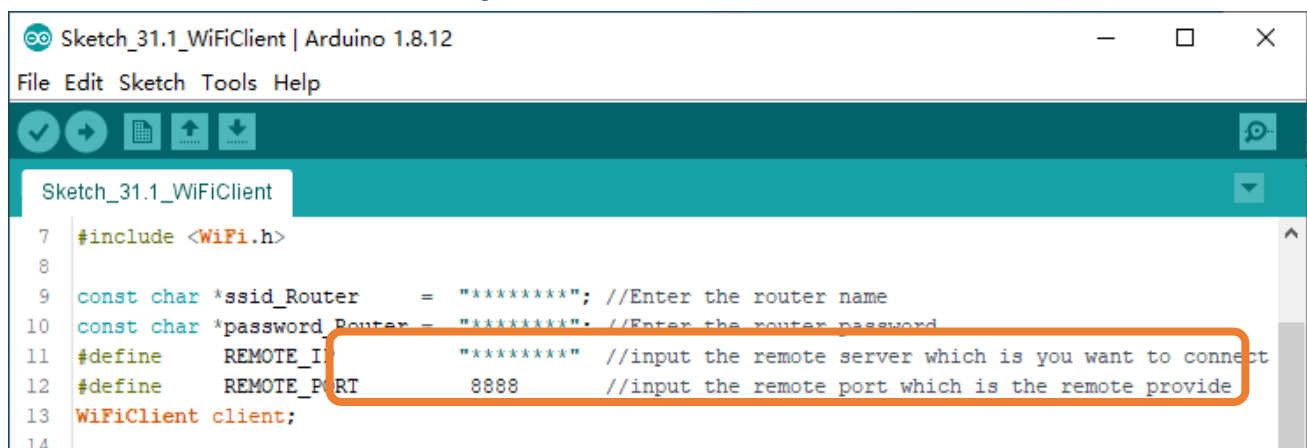 Sketch_31.1_WiFiClient | Arduino 1.8.12
File Edit Sketch Tools Help
Sketch_31.1_WiFiClient
7 #include <WiFi.h>
8
9 const char *ssid_Router = "********"; //Enter the router name
10 const char *password_Router = "********"; //Enter the router password
11 #define REMOTE_IP "********" //input the remote server which is you want to connect
12 #define REMOTE_PORT 8888 //input the remote port which is the remote provide
13 WiFiClient client;
14